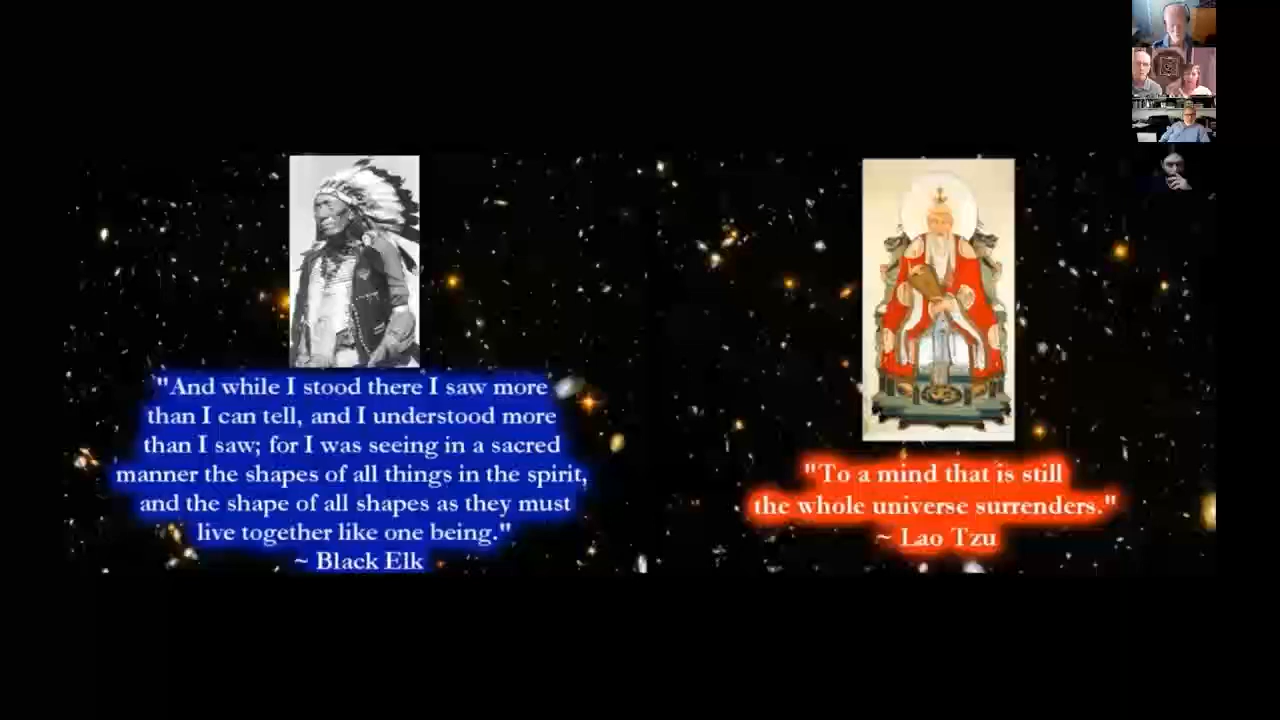 "And while I stood there I saw more
than I can tell, and I understood more
than I saw; for I was seeing in a sacred
manner the shapes of all things in the spirit,
and the shape of all shapes as they must
live together like one being."
~ Black Elk
"To a mind that is still
the whole universe surrenders."
~ Lao Tzu